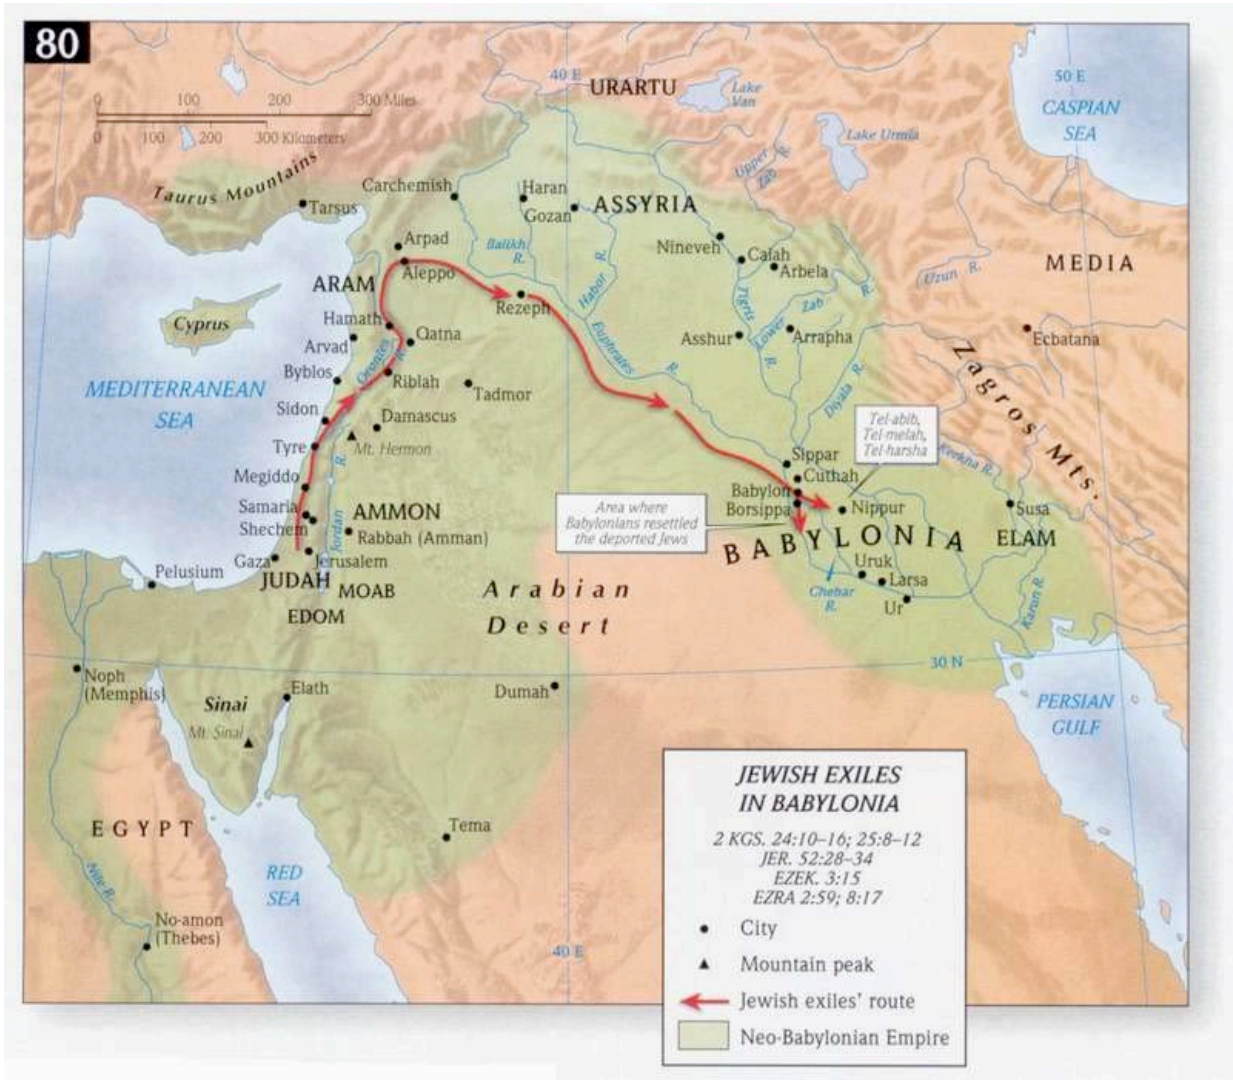 80
0 100 200 300 Miles
0 100 200 300 Kilometers
40 E
URARTU
Lake
Van
50 E
CASPIAN
SEA
Lake Urmia
Upper
Zab R.
Taurus Mountains
Tarsus
Carchemish
Haran
Gozan
ASSYRIA
Nineveh
Calah
Arbela
Uzun R.
MEDIA
Arpad
Aleppo
Balikh
R.
Habor R.
Tigris
R.
Lower Zab R.
ARAM
Rezeph
Cyprus
Hamath
Arvad
Qatna
Orontes R.
Euphrates R.
Asshur
Arrapha
Ecbatana
Byblos
Riblah
Tadmor
Diyala R.
Zagros Mts.
MEDITERRANEAN
SEA
Sidon
Damascus
Tyre
Mt. Hermon
Tel-abib,
Tel-melah,
Tel-harsha
Kerkha R.
Megiddo
Sippar
Cuthah
Babylon
Borsippa
Nippur
Susa
Samaria
Shechem
Jordan R.
AMMON
Rabbah (Amman)
Area where
Babylonians resettled
the deported Jews
BABYLONIA
ELAM
Gaza
Jerusalem
Pelusium
JUDAH
MOAB
EDOM
Arabian
Desert
Uruk
Larsa
Ur
Chebar
R.
Karun R.
30 N
Noph
(Memphis)
Sinai
Elath
Mt. Sinai
Dumah
PERSIAN
GULF
EGYPT
Nile R.
RED
SEA
Tema
No-amon
(Thebes)
40 E
JEWISH EXILES
IN BABYLONIA
2 KGS. 24:10–16; 25:8–12
JER. 52:28–34
EZEK. 3:15
EZRA 2:59; 8:17
City
Mountain peak
Jewish exiles' route
Neo-Babylonian Empire